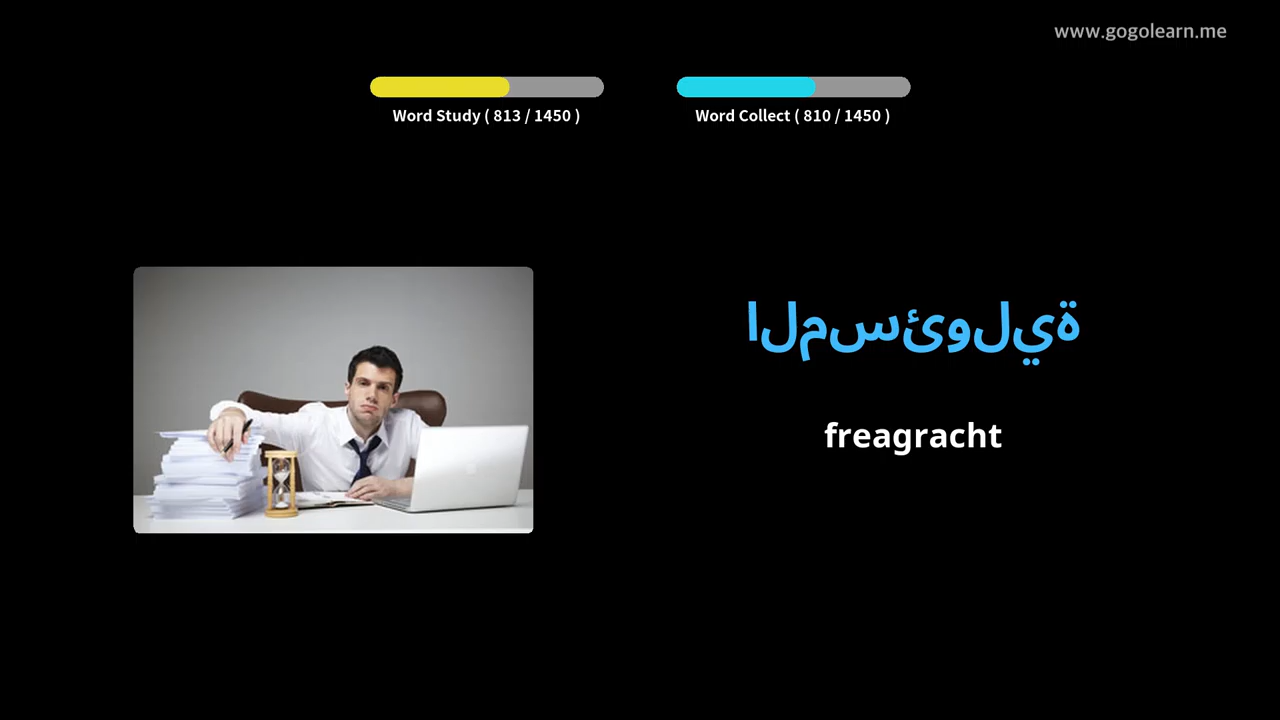 www.gogolearn.me
Word Study ( 813 / 1450 )
Word Collect ( 810 / 1450 )
المسئولية
freagracht